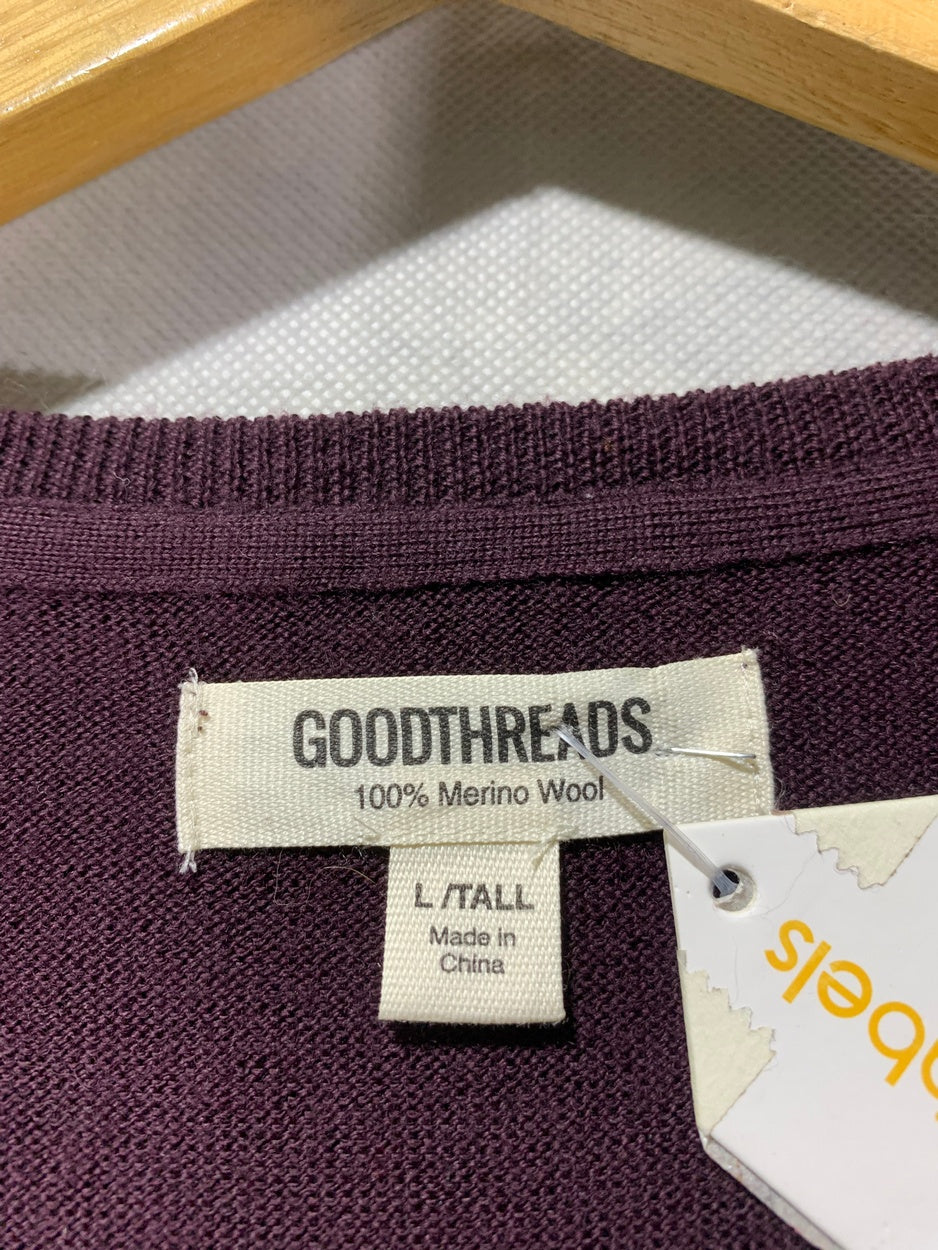 GOODTHREADS
100% Merino Wool
L /TALL
Made in
China